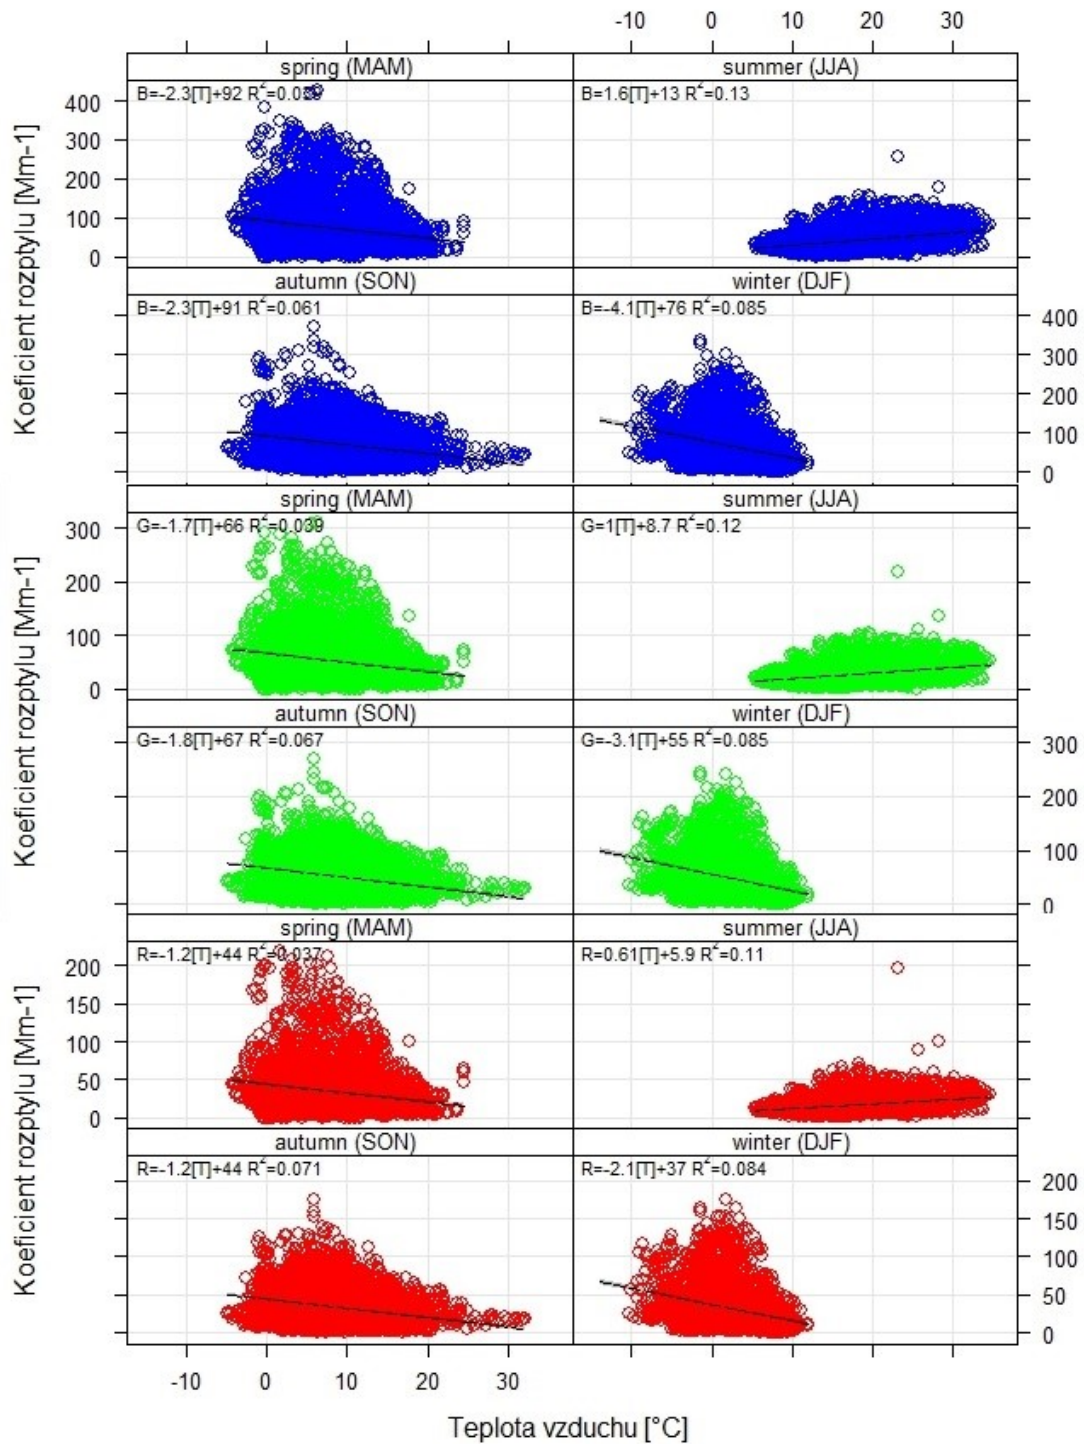 -10 0 10 20 30
spring (MAM) summer (JJA)
B=-2.3[T]+92 R²=0.0 B=1.6[T]+13 R²=0.13
400
300
200
100
0
Koeficient rozptylu [Mm-1]
autumn (SON) winter (DJF)
B=-2.3[T]+91 R²=0.061 B=-4.1[T]+76 R²=0.085
400
300
200
100
0
spring (MAM) summer (JJA)
G=-1.7[T]+66 R²=0.039 G=1[T]+8.7 R²=0.12
300
200
100
0
Koeficient rozptylu [Mm-1]
autumn (SON) winter (DJF)
G=-1.8[T]+67 R²=0.067 G=-3.1[T]+55 R²=0.085
300
200
100
0
spring (MAM) summer (JJA)
R=-1.2[T]+44 R²=0.037 R=0.61[T]+5.9 R²=0.11
200
150
100
50
0
Koeficient rozptylu [Mm-1]
autumn (SON) winter (DJF)
R=-1.2[T]+44 R²=0.071 R=-2.1[T]+37 R²=0.084
200
150
100
50
0
-10 0 10 20 30
Teplota vzduchu [°C]